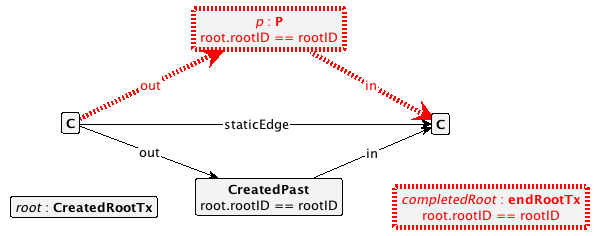 p : P
root.rootID == rootID
out
in
C
staticEdge
C
out
in
CreatedPast
root.rootID == rootID
root : CreatedRootTx
completedRoot : endRootTx
root.rootID == rootID